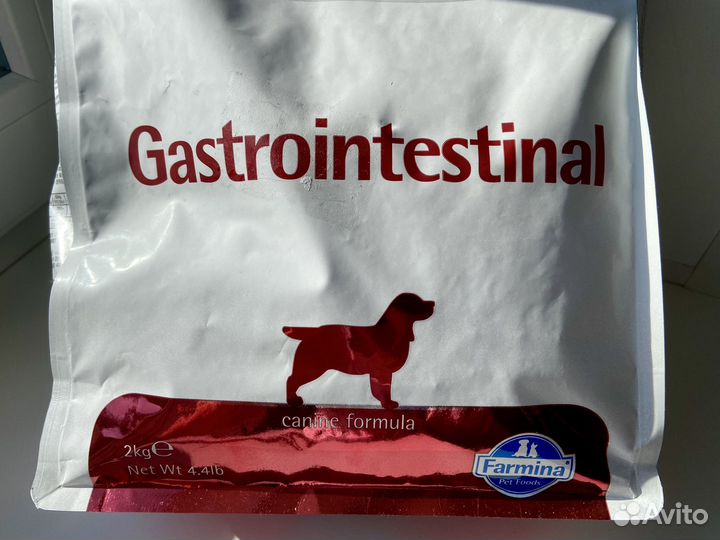 Gastrointestinal
canine formula
2kg℮
Net Wt 4.4lb
Farmina
Pet Foods
Avito